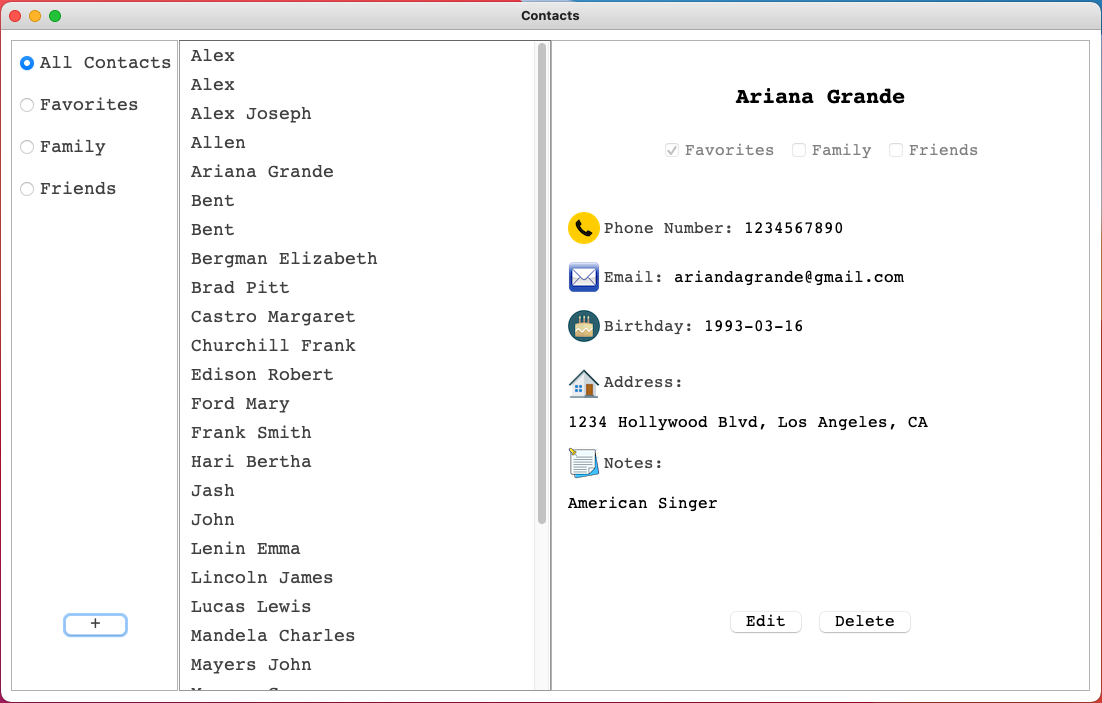 Contacts
All Contacts
Favorites
Family
Friends
+
Alex
Alex
Alex Joseph
Allen
Ariana Grande
Bent
Bent
Bergman Elizabeth
Brad Pitt
Castro Margaret
Churchill Frank
Edison Robert
Ford Mary
Frank Smith
Hari Bertha
Jash
John
Lenin Emma
Lincoln James
Lucas Lewis
Mandela Charles
Mayers John
Ariana Grande
Favorites Family Friends
Phone Number: 1234567890
Email: ariandagrande@gmail.com
Birthday: 1993-03-16
Address:
1234 Hollywood Blvd, Los Angeles, CA
Notes:
American Singer
Edit Delete